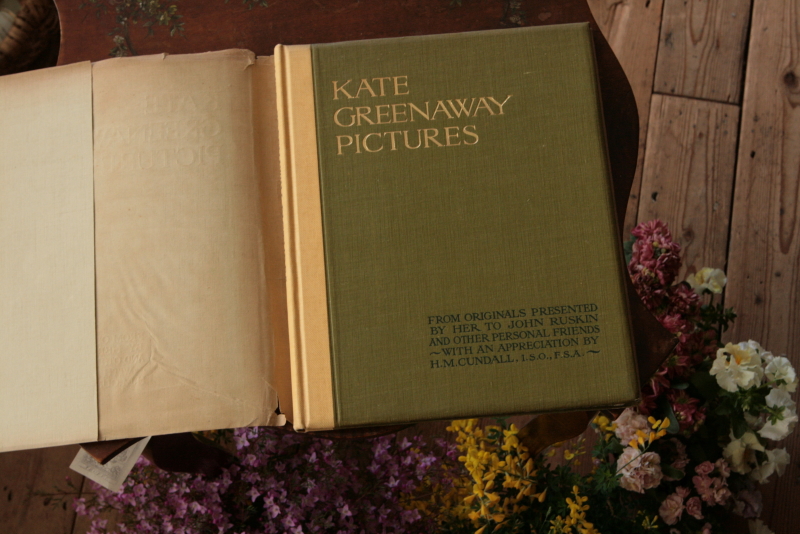 KATE
GREENAWAY
PICTURES
FROM ORIGINALS PRESENTED
BY HER TO JOHN RUSKIN
AND OTHER PERSONAL FRIENDS
~WITH AN APPRECIATION BY
H.M.CUNDALL, I.S.O., F.S.A. ~